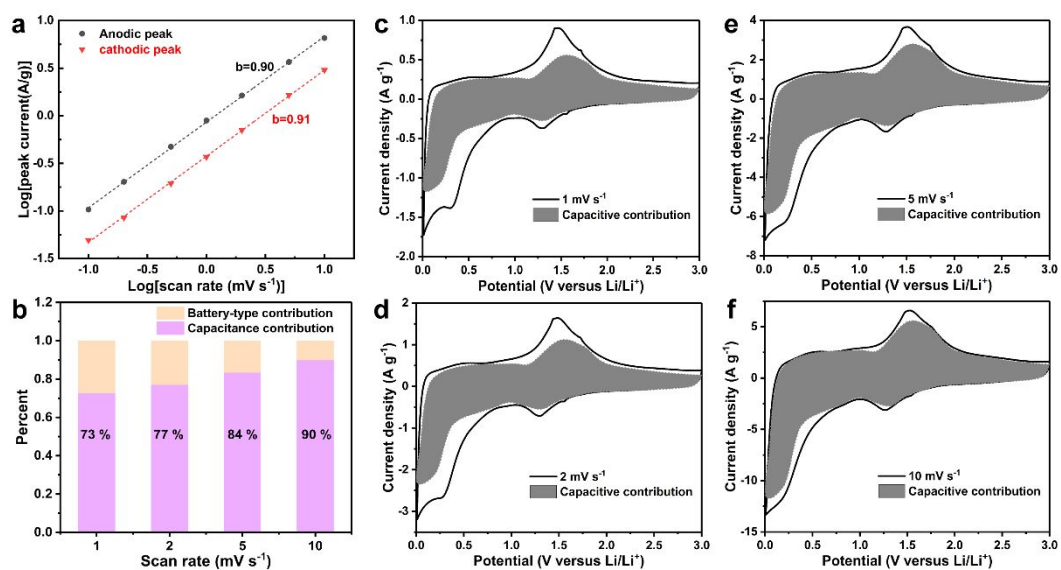 a
Log[peak current(A/g)]
1.0
0.5
0.0
-0.5
-1.0
-1.5
Anodic peak
cathodic peak
b=0.90
b=0.91
-1.0 -0.5 0.0 0.5 1.0
Log[scan rate (mV s⁻¹)]
b
Percent
1.2
1.0
0.8
0.6
0.4
0.2
0.0
Battery-type contribution
Capacitance contribution
73 % 77 % 84 % 90 %
1 2 5 10
Scan rate (mV s⁻¹)
c
Current density (A g⁻¹)
1.0
0.5
0.0
-0.5
-1.0
-1.5
-2.0
1 mV s⁻¹
Capacitive contribution
0.0 0.5 1.0 1.5 2.0 2.5 3.0
Potential (V versus Li/Li⁺)
d
Current density (A g⁻¹)
2
1
0
-1
-2
-3
2 mV s⁻¹
Capacitive contribution
0.0 0.5 1.0 1.5 2.0 2.5 3.0
Potential (V versus Li/Li⁺)
e
Current density (A g⁻¹)
4
2
0
-2
-4
-6
-8
5 mV s⁻¹
Capacitive contribution
0.0 0.5 1.0 1.5 2.0 2.5 3.0
Potential (V versus Li/Li⁺)
f
Current density (A g⁻¹)
10
5
0
-5
-10
-15
10 mV s⁻¹
Capacitive contribution
0.0 0.5 1.0 1.5 2.0 2.5 3.0
Potential (V versus Li/Li⁺)